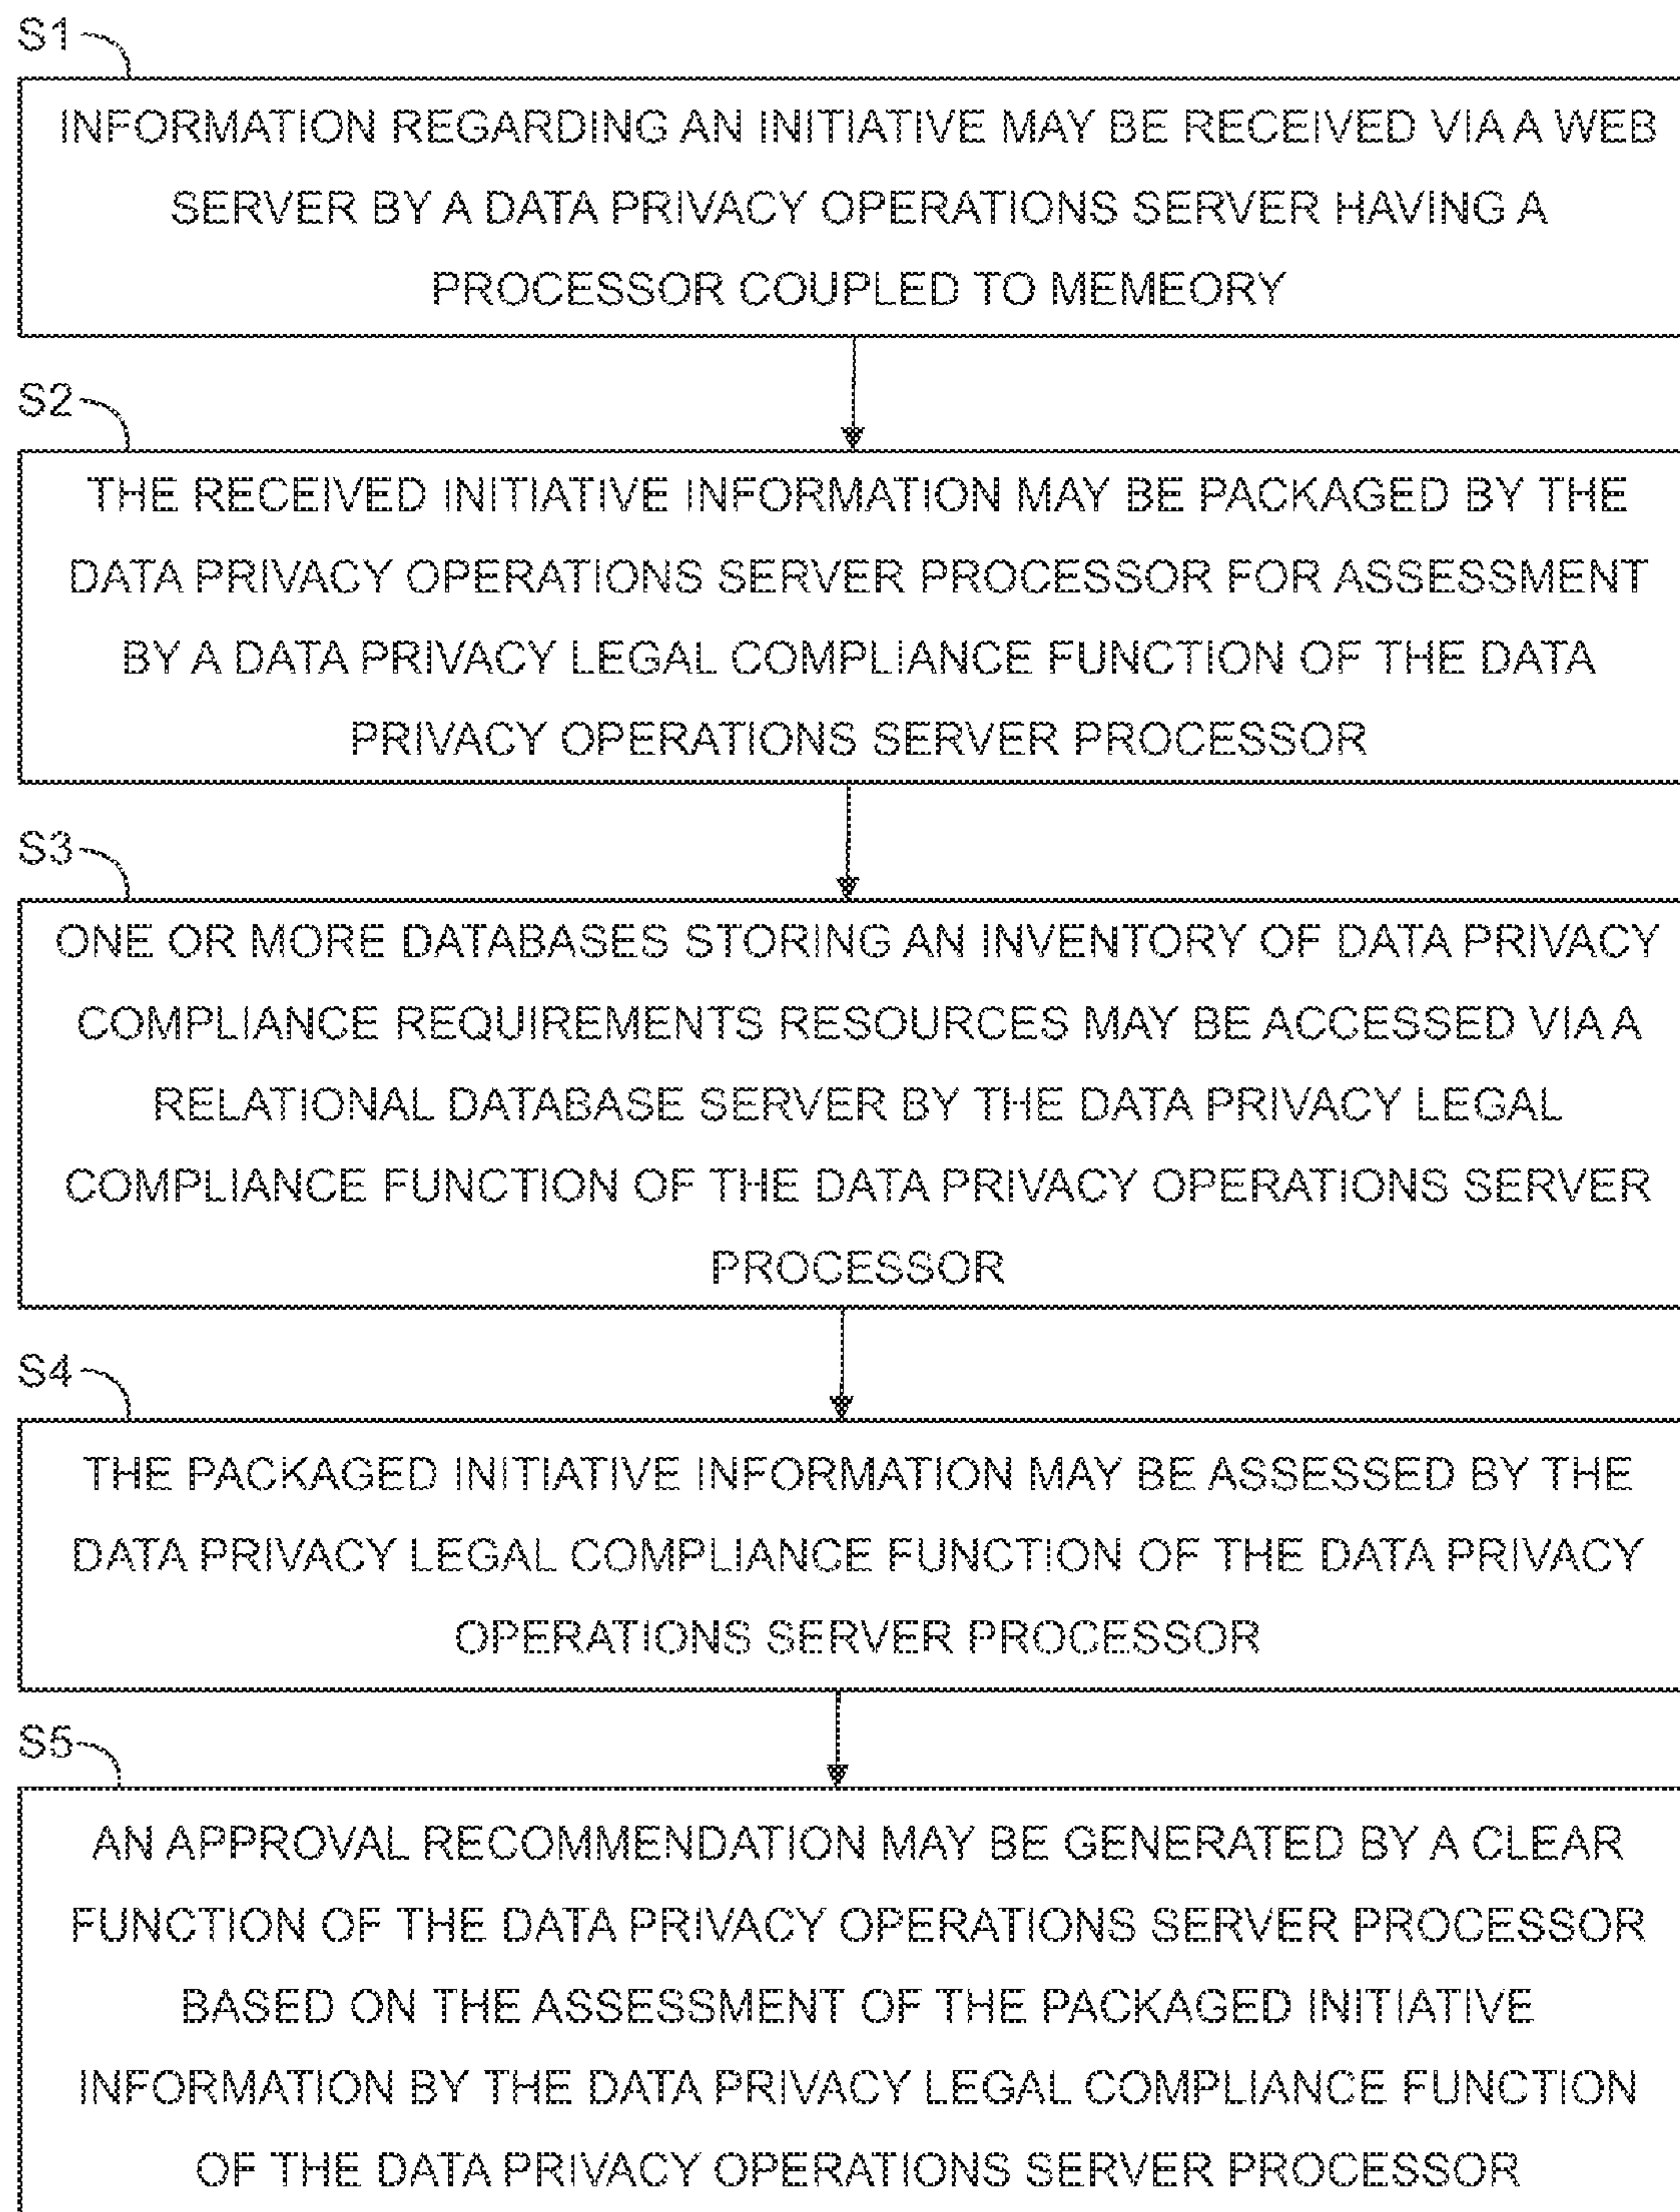 S1
INFORMATION REGARDING AN INITIATIVE MAY BE RECEIVED VIA A WEB
SERVER BY A DATA PRIVACY OPERATIONS SERVER HAVING A
PROCESSOR COUPLED TO MEMEORY
S2
THE RECEIVED INITIATIVE INFORMATION MAY BE PACKAGED BY THE
DATA PRIVACY OPERATIONS SERVER PROCESSOR FOR ASSESSMENT
BY A DATA PRIVACY LEGAL COMPLIANCE FUNCTION OF THE DATA
PRIVACY OPERATIONS SERVER PROCESSOR
S3
ONE OR MORE DATABASES STORING AN INVENTORY OF DATA PRIVACY
COMPLIANCE REQUIREMENTS RESOURCES MAY BE ACCESSED VIA A
RELATIONAL DATABASE SERVER BY THE DATA PRIVACY LEGAL
COMPLIANCE FUNCTION OF THE DATA PRIVACY OPERATIONS SERVER
PROCESSOR
S4
THE PACKAGED INITIATIVE INFORMATION MAY BE ASSESSED BY THE
DATA PRIVACY LEGAL COMPLIANCE FUNCTION OF THE DATA PRIVACY
OPERATIONS SERVER PROCESSOR
S5
AN APPROVAL RECOMMENDATION MAY BE GENERATED BY A CLEAR
FUNCTION OF THE DATA PRIVACY OPERATIONS SERVER PROCESSOR
BASED ON THE ASSESSMENT OF THE PACKAGED INITIATIVE
INFORMATION BY THE DATA PRIVACY LEGAL COMPLIANCE FUNCTION
OF THE DATA PRIVACY OPERATIONS SERVER PROCESSOR